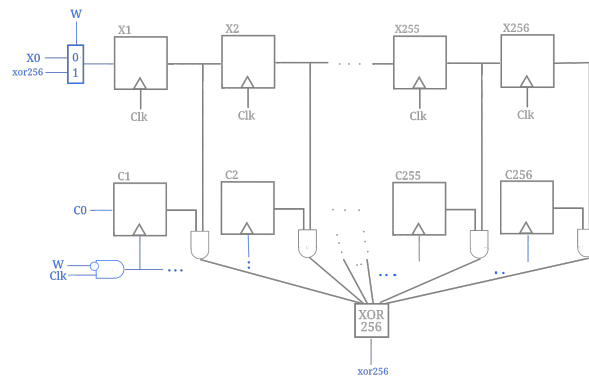 W
X1
X2
X255
X256
X0
0
xor256
1
. . .
Clk
Clk
Clk
Clk
C1
C2
C255
C256
C0
. . .
W
Clk
...
...
..
XOR
256
xor256